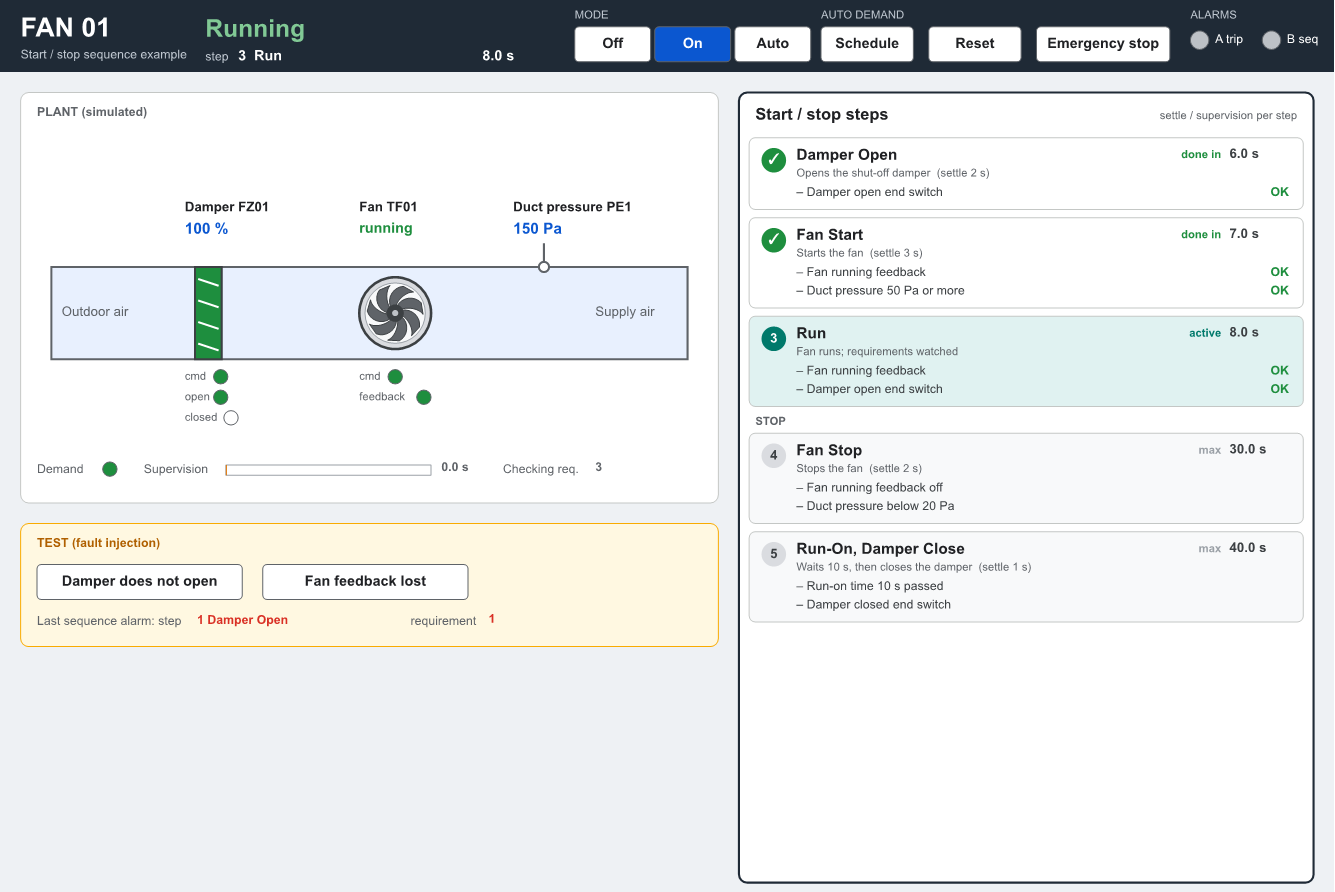 FAN 01
Start / stop sequence example
Running
step 3 Run 8.0 s
MODE
Off On Auto
AUTO DEMAND
Schedule Reset Emergency stop
ALARMS
A trip B seq
PLANT (simulated)
Damper FZ01
100 %
Fan TF01
running
Duct pressure PE1
150 Pa
Outdoor air
Supply air
cmd
open
closed
cmd
feedback
Demand Supervision 0.0 s Checking req. 3
TEST (fault injection)
Damper does not open Fan feedback lost
Last sequence alarm: step 1 Damper Open requirement 1
Start / stop steps settle / supervision per step
✓ Damper Open done in 6.0 s
Opens the shut-off damper (settle 2 s)
– Damper open end switch OK
✓ Fan Start done in 7.0 s
Starts the fan (settle 3 s)
– Fan running feedback OK
– Duct pressure 50 Pa or more OK
3 Run active 8.0 s
Fan runs; requirements watched
– Fan running feedback OK
– Damper open end switch OK
STOP
4 Fan Stop max 30.0 s
Stops the fan (settle 2 s)
– Fan running feedback off
– Duct pressure below 20 Pa
5 Run-On, Damper Close max 40.0 s
Waits 10 s, then closes the damper (settle 1 s)
– Run-on time 10 s passed
– Damper closed end switch